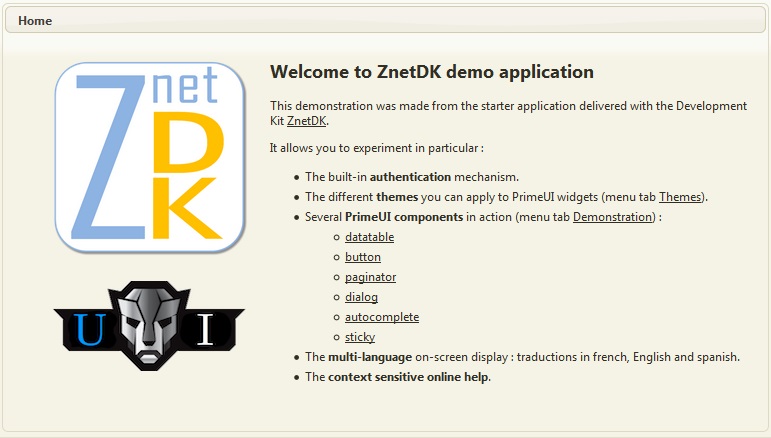 Home
Z net
DK
U I
Welcome to ZnetDK demo application
This demonstration was made from the starter application delivered with the Development
Kit ZnetDK.
It allows you to experiment in particular :
• The built-in authentication mechanism.
• The different themes you can apply to PrimeUI widgets (menu tab Themes).
• Several PrimeUI components in action (menu tab Demonstration) :
datatable
button
paginator
dialog
autocomplete
sticky
• The multi-language on-screen display : traductions in french, English and spanish.
• The context sensitive online help.